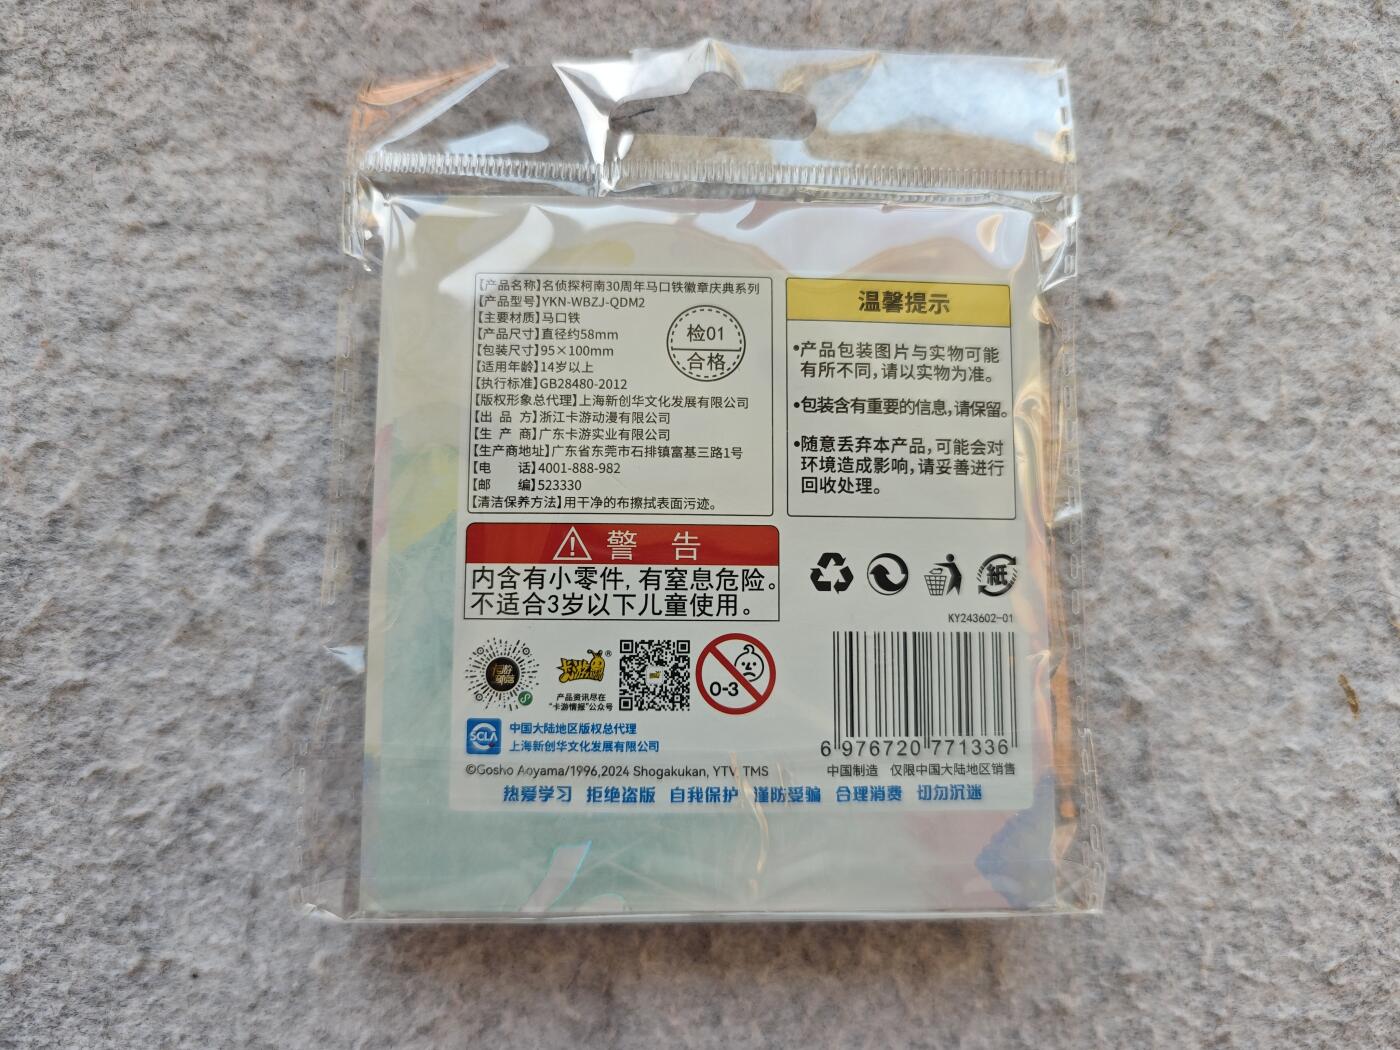 【产品名称】名侦探柯南30周年马口铁徽章庆典系列
【产品型号】YKN-WBZJ-QDM2
【主要材质】马口铁
【产品尺寸】直径约58mm
【包装尺寸】95×100mm
【适用年龄】14岁以上
【执行标准】GB28480-2012
【版权形象总代理】上海新创华文化发展有限公司
【出 品 方】浙江卡游动漫有限公司
【生 产 商】广东卡游实业有限公司
【生产商地址】广东省东莞市石排镇富基三路1号
【电 话】4001-888-982
【邮 编】523330
【清洁保养方法】用干净的布擦拭表面污迹。
检01
合格
温馨提示
•产品包装图片与实物可能
有所不同,请以实物为准。
•包装含有重要的信息,请保留。
•随意丢弃本产品,可能会对
环境造成影响,请妥善进行
回收处理。
警 告
内含有小零件,有窒息危险。
不适合3岁以下儿童使用。
紙
KY243602-01
卡游®
产品资讯尽在
“卡游情报”公众号
0-3
SCLA
中国大陆地区版权总代理
上海新创华文化发展有限公司
6 976720 771336
©Gosho Aoyama/1996,2024 Shogakukan, YTV, TMS
中国制造 仅限中国大陆地区销售
热爱学习 拒绝盗版 自我保护 谨防受骗 合理消费 切勿沉迷